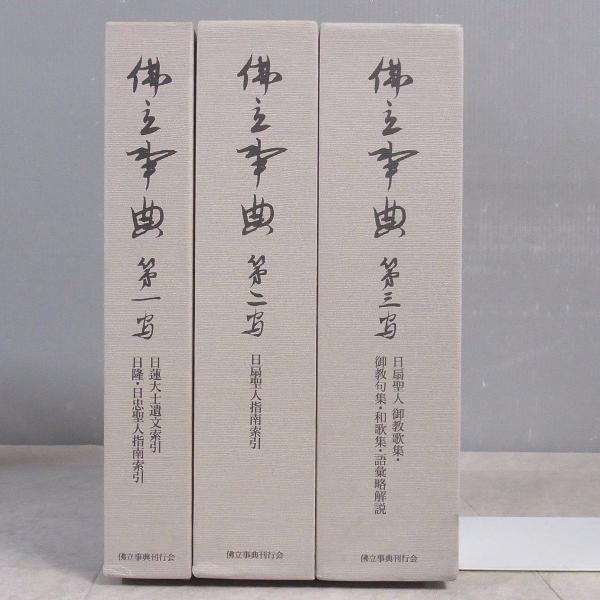 佛立事典 第一
日蓮大士遺文索引
日隆・日忠聖人指南索引
佛立事典刊行会
佛立事典 第二
日扇聖人指南索引
佛立事典刊行会
佛立事典 第三
日扇聖人 御教歌集・
御教句集・和歌集・語彙略解説
佛立事典刊行会